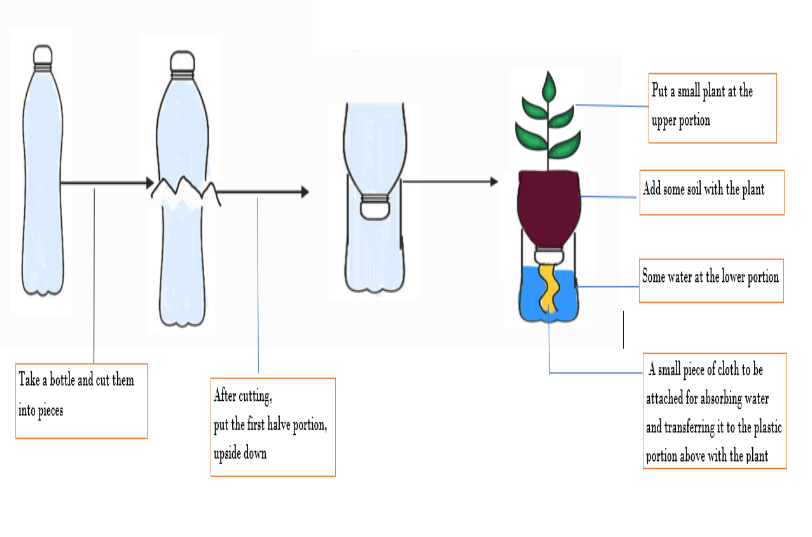 Take a bottle and cut them
into pieces
After cutting,
put the first halve portion,
upside down
Put a small plant at the
upper portion
Add some soil with the plant
Some water at the lower portion
A small piece of cloth to be
attached for absorbing water
and transferring it to the plastic
portion above with the plant